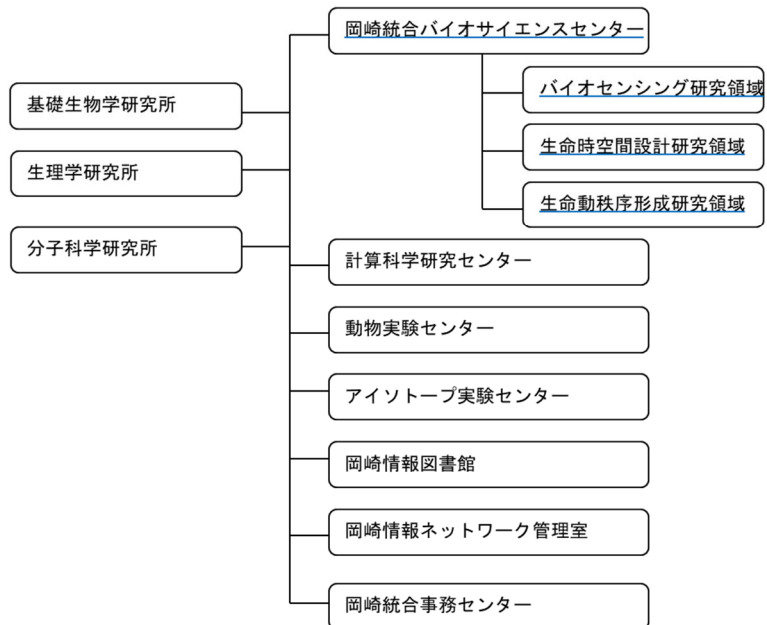 基礎生物学研究所
生理学研究所
分子科学研究所
岡崎統合バイオサイエンスセンター
バイオセンシング研究領域
生命時空間設計研究領域
生命動秩序形成研究領域
計算科学研究センター
動物実験センター
アイソトープ実験センター
岡崎情報図書館
岡崎情報ネットワーク管理室
岡崎統合事務センター